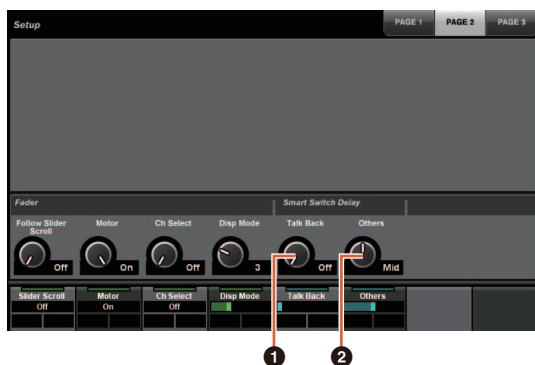 Setup
PAGE 1 PAGE 2 PAGE 3
Fader Smart Switch Delay
Follow Slider Scroll Motor Ch Select Disp Mode Talk Back Others
Off On Off 3 Off Mid
Slider Scroll Motor Ch Select Disp Mode Talk Back Others
Off On Off
1 2